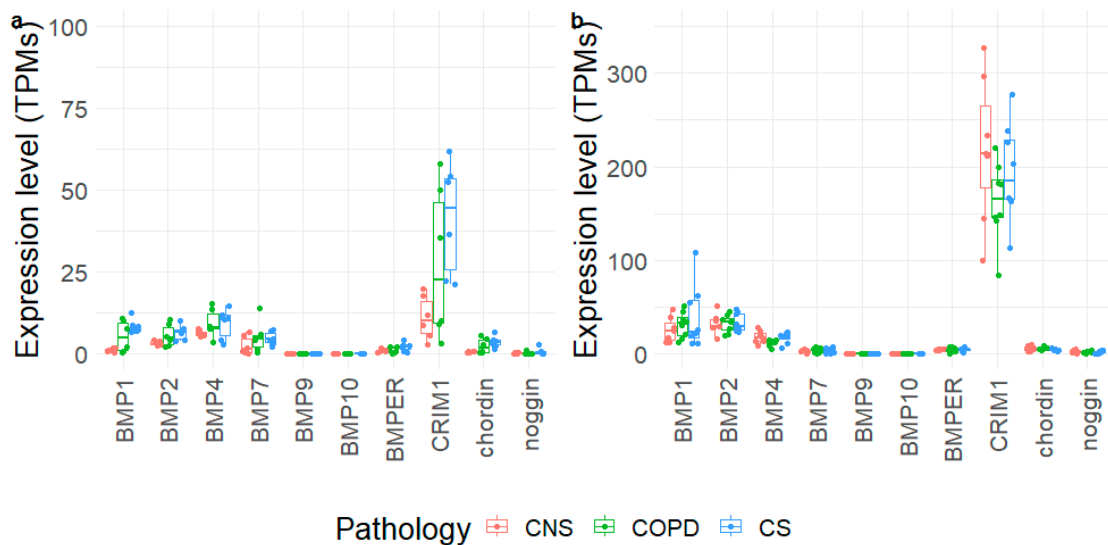 a
Expression level (TPMs)
100
75
50
25
0
BMP1
BMP2
BMP4
BMP7
BMP9
BMP10
BMPER
CRIM1
chordin
noggin
b
Expression level (TPMs)
300
200
100
0
BMP1
BMP2
BMP4
BMP7
BMP9
BMP10
BMPER
CRIM1
chordin
noggin
Pathology CNS COPD CS